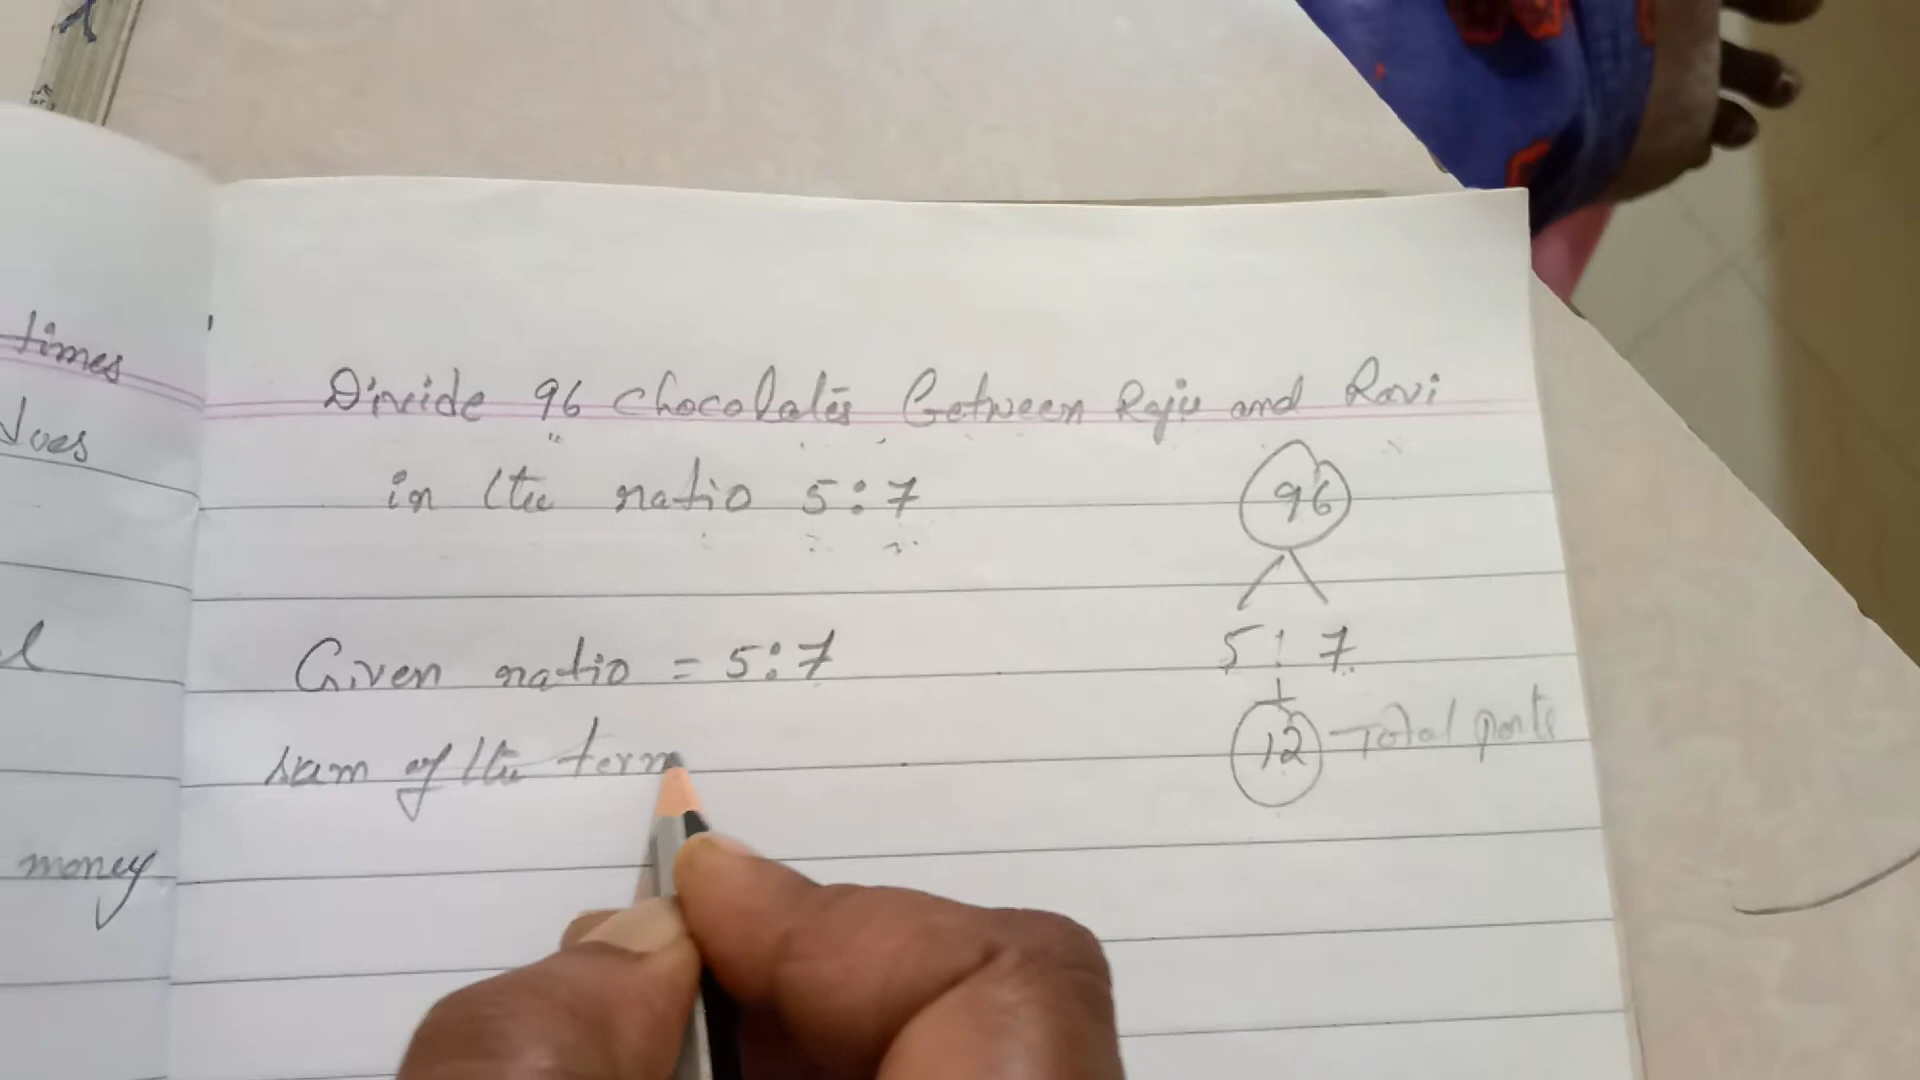 times
Divide 96 chocolates between Raju and Ravi
in the ratio 5:7
96
Given ratio = 5:7
5:7
sum of the term
12 - Total parts
money